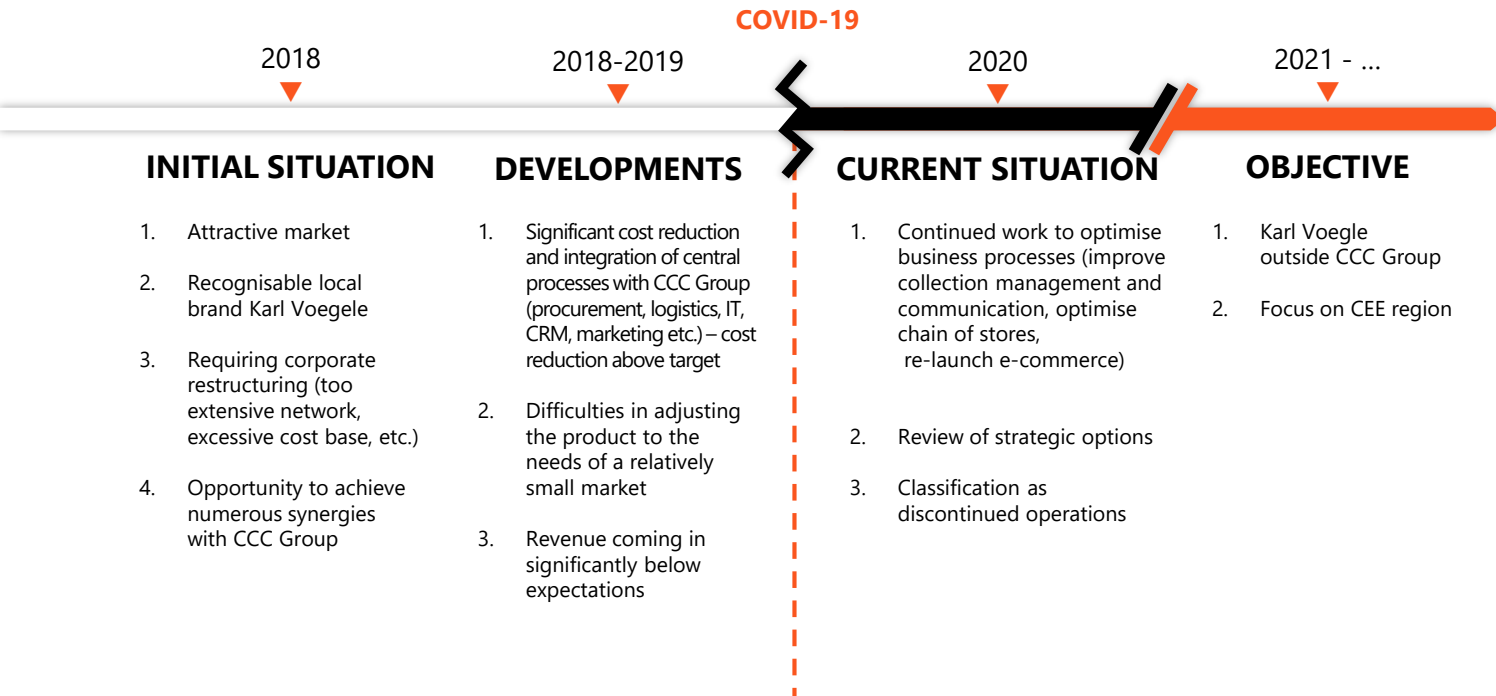 COVID-19
2018
2018-2019
2020
2021 - ...
INITIAL SITUATION
1. Attractive market
2. Recognisable local
brand Karl Voegele
3. Requiring corporate
restructuring (too
extensive network,
excessive cost base, etc.)
4. Opportunity to achieve
numerous synergies
with CCC Group
DEVELOPMENTS
1. Significant cost reduction
and integration of central
processes with CCC Group
(procurement, logistics, IT,
CRM, marketing etc.) – cost
reduction above target
2. Difficulties in adjusting
the product to the
needs of a relatively
small market
3. Revenue coming in
significantly below
expectations
CURRENT SITUATION
1. Continued work to optimise
business processes (improve
collection management and
communication, optimise
chain of stores,
re-launch e-commerce)
2. Review of strategic options
3. Classification as
discontinued operations
OBJECTIVE
1. Karl Voegle
outside CCC Group
2. Focus on CEE region